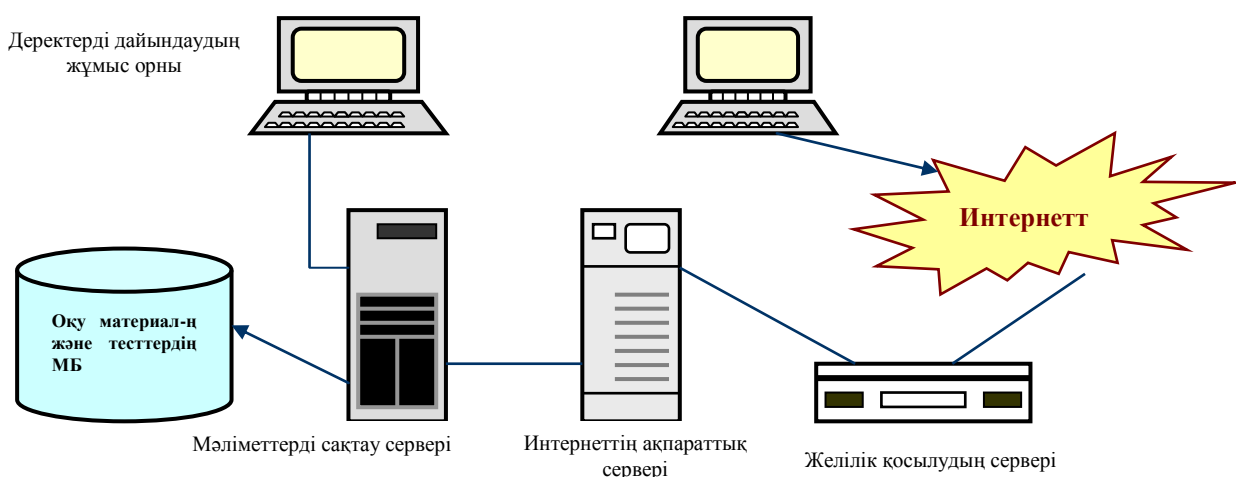 Деректерді дайындаудың
жұмыс орны
Интернетт
Оқу материал-ң
және тесттердің
МБ
Мәліметтерді сақтау сервері
Интернеттің ақпараттық
сервері
Желілік қосылудың сервері